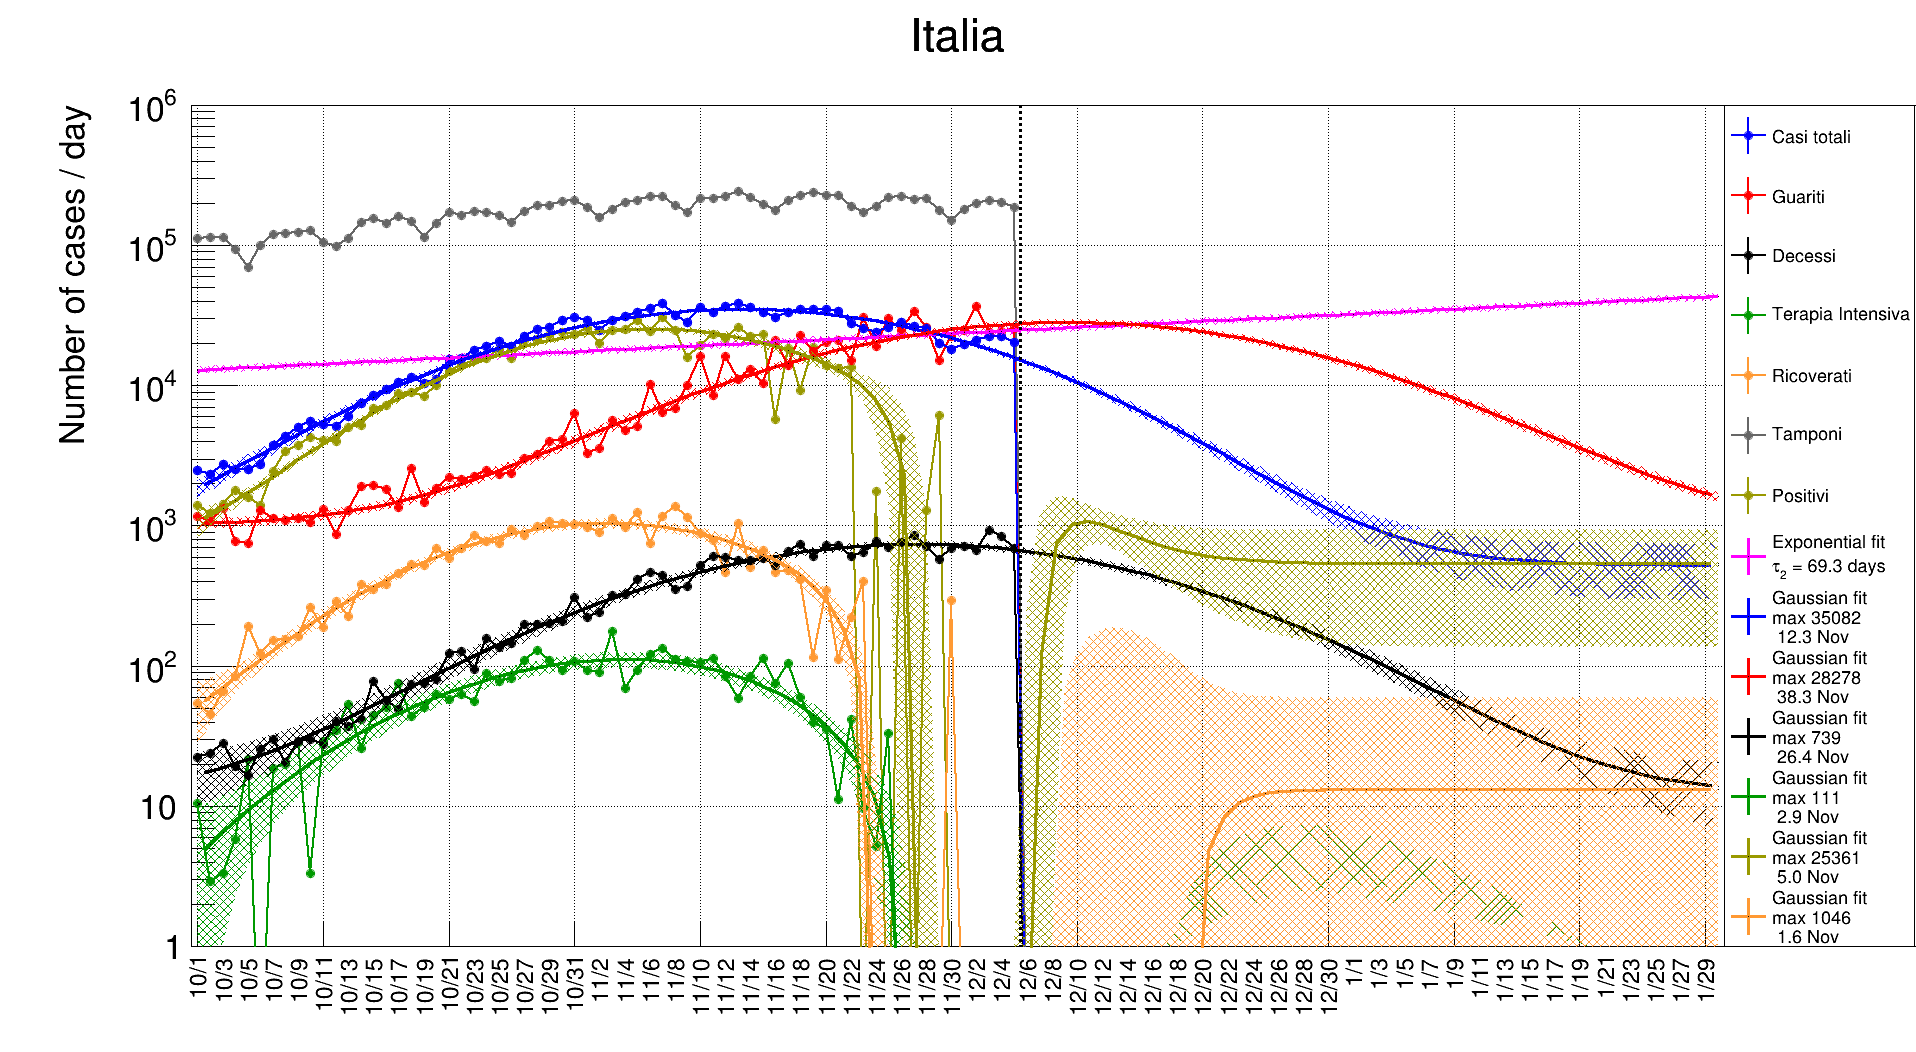 Italia
Number of cases / day
10^6
10^5
10^4
10^3
10^2
10
1
10/1 10/3 10/5 10/7 10/9 10/11 10/13 10/15 10/17 10/19 10/21 10/23 10/25 10/27 10/29 10/31 11/2 11/4 11/6 11/8 11/10 11/12 11/14 11/16 11/18 11/20 11/22 11/24 11/26 11/28 11/30 12/2 12/4 12/6 12/8 12/10 12/12 12/14 12/16 12/18 12/20 12/22 12/24 12/26 12/28 12/30 1/1 1/3 1/5 1/7 1/9 1/11 1/13 1/15 1/17 1/19 1/21 1/23 1/25 1/27 1/29
Casi totali
Guariti
Decessi
Terapia Intensiva
Ricoverati
Tamponi
Positivi
Exponential fit
τ2 = 69.3 days
Gaussian fit
max 35082
12.3 Nov
Gaussian fit
max 28278
38.3 Nov
Gaussian fit
max 739
26.4 Nov
Gaussian fit
max 111
2.9 Nov
Gaussian fit
max 25361
5.0 Nov
Gaussian fit
max 1046
1.6 Nov